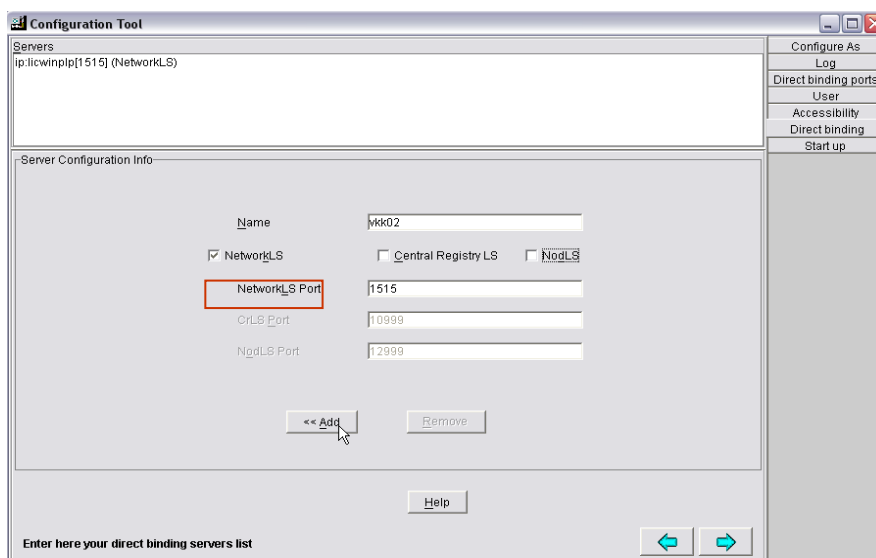 Configuration Tool
Servers
ip:licwinplp[1515] (NetworkLS)
Configure As
Log
Direct binding ports
User
Accessibility
Direct binding
Start up
Server Configuration Info
Name
vkk02
NetworkLS
Central Registry LS
NodLS
NetworkLS Port
1515
CrLS Port
10999
NodLS Port
12999
<< Add
Remove
Help
Enter here your direct binding servers list